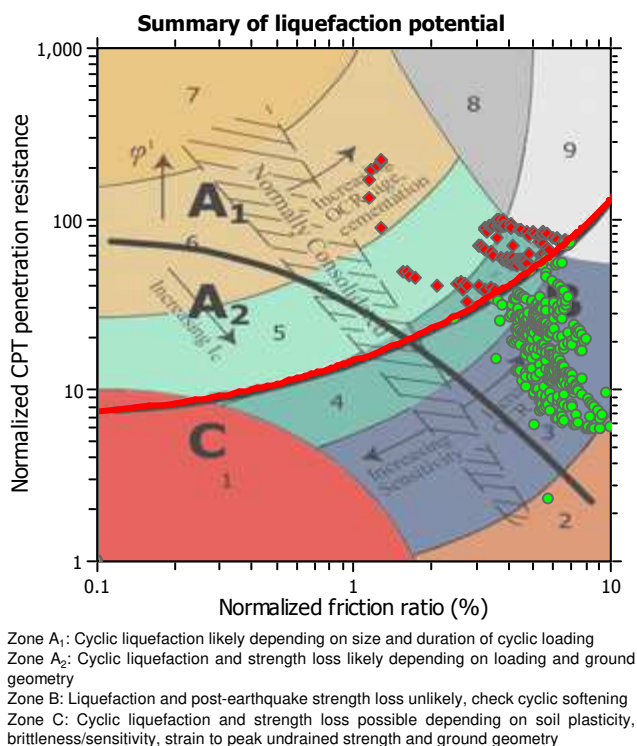 Summary of liquefaction potential
1,000
100
10
1
Normalized CPT penetration resistance
7
8
9
φ'
A1
Normally Consolidated
Increasing
OCR, age,
cementation
6
A2
Increasing Ic
5
B
4
C
1
Increasing
Sensitivity
3
2
0.1
1
10
Normalized friction ratio (%)
Zone A1: Cyclic liquefaction likely depending on size and duration of cyclic loading
Zone A2: Cyclic liquefaction and strength loss likely depending on loading and ground
geometry
Zone B: Liquefaction and post-earthquake strength loss unlikely, check cyclic softening
Zone C: Cyclic liquefaction and strength loss possible depending on soil plasticity,
brittleness/sensitivity, strain to peak undrained strength and ground geometry